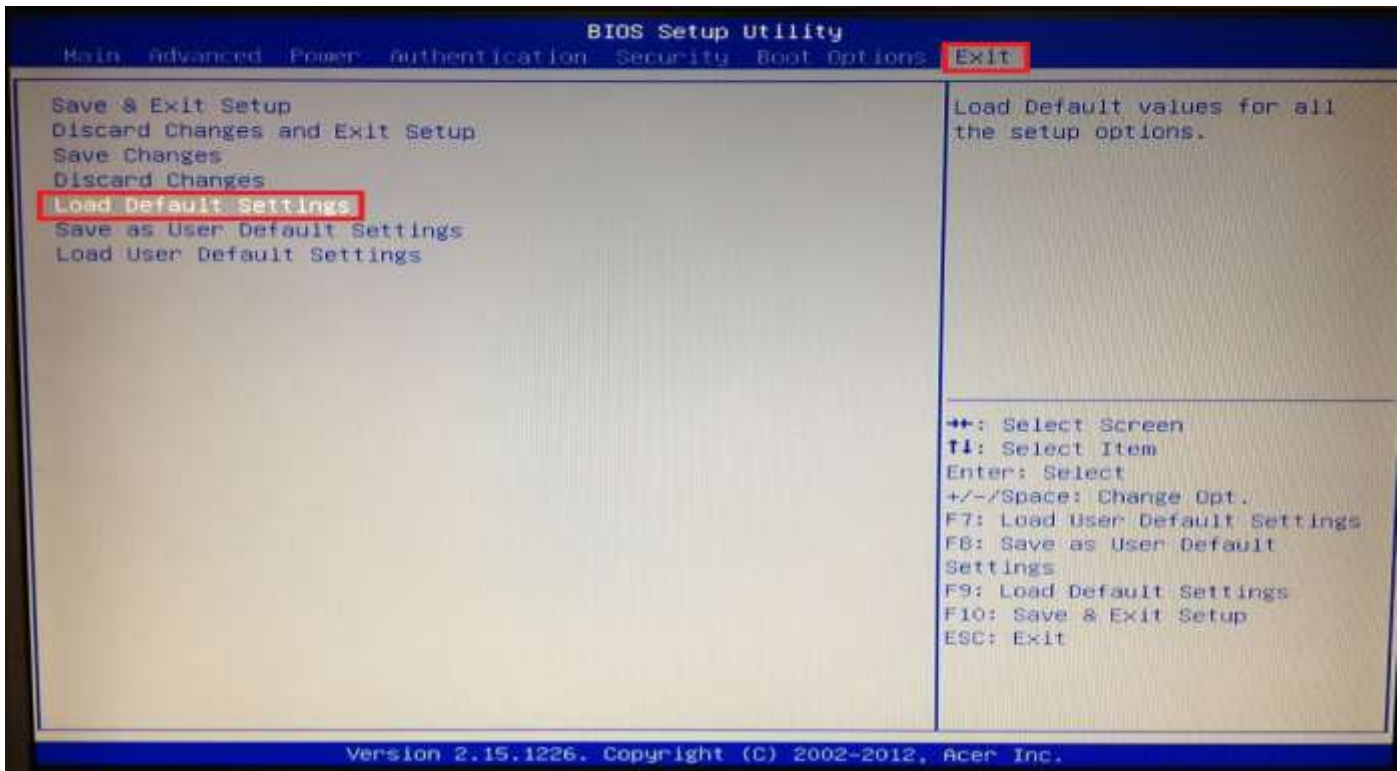 BIOS Setup Utility
Main Advanced Power Authentication Security Boot Options Exit
Save & Exit Setup
Discard Changes and Exit Setup
Save Changes
Discard Changes
Load Default Settings
Save as User Default Settings
Load User Default Settings
Load Default values for all
the setup options.
→←: Select Screen
↑↓: Select Item
Enter: Select
+/-/Space: Change Opt.
F7: Load User Default Settings
F8: Save as User Default
Settings
F9: Load Default Settings
F10: Save & Exit Setup
ESC: Exit
Version 2.15.1226. Copyright (C) 2002-2012, Acer Inc.